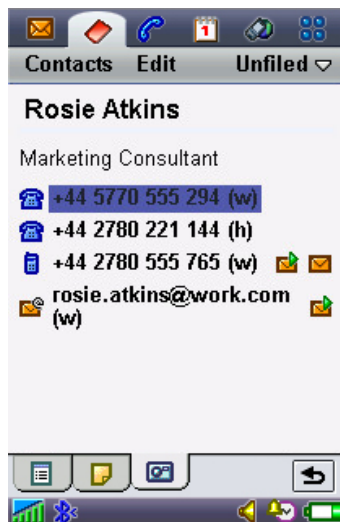 1
Contacts Edit Unfiled
Rosie Atkins
Marketing Consultant
+44 5770 555 294 (w)
+44 2780 221 144 (h)
+44 2780 555 765 (w)
rosie.atkins@work.com
(w)